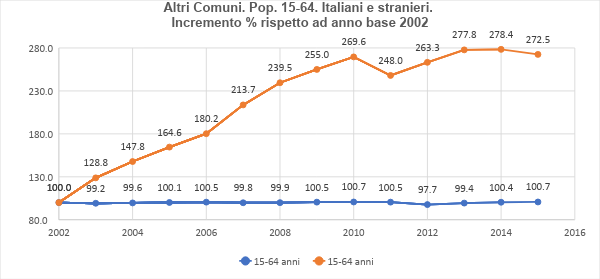 Altri Comuni. Pop. 15-64. Italiani e stranieri.
Incremento % rispetto ad anno base 2002
280.0
230.0
180.0
130.0
80.0
100.0 128.8 147.8 164.6 180.2 213.7 239.5 255.0 269.6 248.0 263.3 277.8 278.4 272.5
100.0 99.2 99.6 100.1 100.5 99.8 99.9 100.5 100.7 100.5 97.7 99.4 100.4 100.7
2002 2004 2006 2008 2010 2012 2014 2016
15-64 anni 15-64 anni